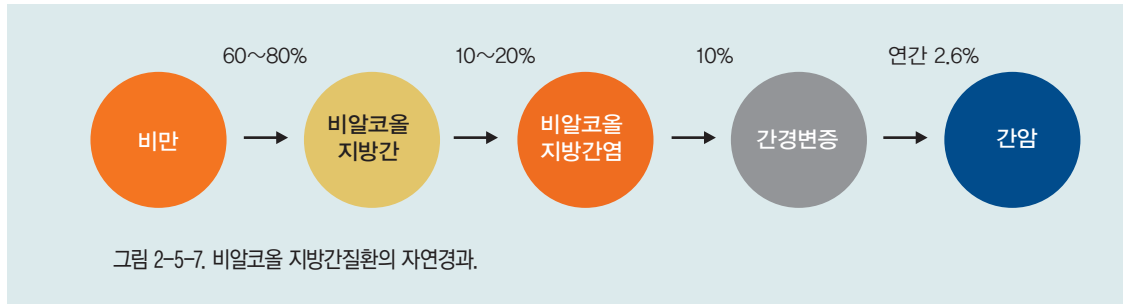 60～80%
10～20%
10%
연간 2.6%
비만
비알코올
지방간
비알코올
지방간염
간경변증
간암
그림 2-5-7. 비알코올 지방간질환의 자연경과.